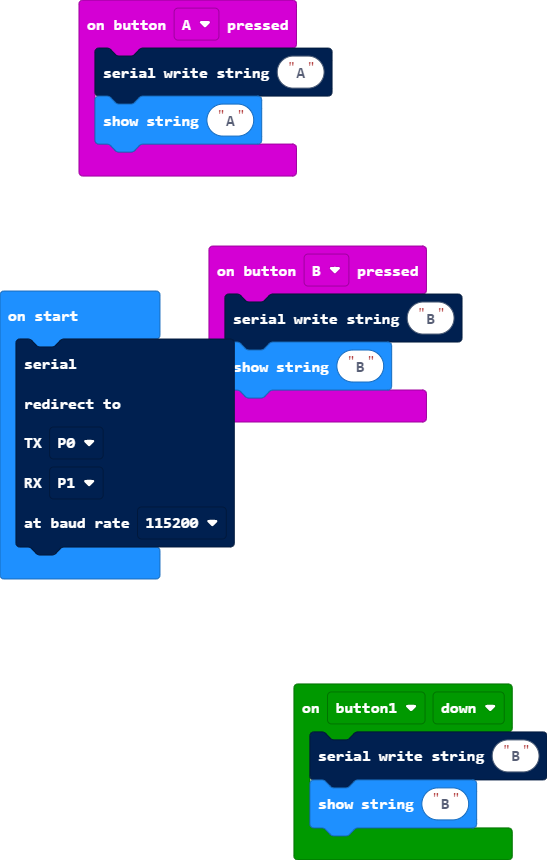 on button A pressed
serial write string "A"
show string "A"
on button B pressed
serial write string "B"
show string "B"
on start
serial
redirect to
TX P0
RX P1
at baud rate 115200
on button1 down
serial write string "B"
show string "B"